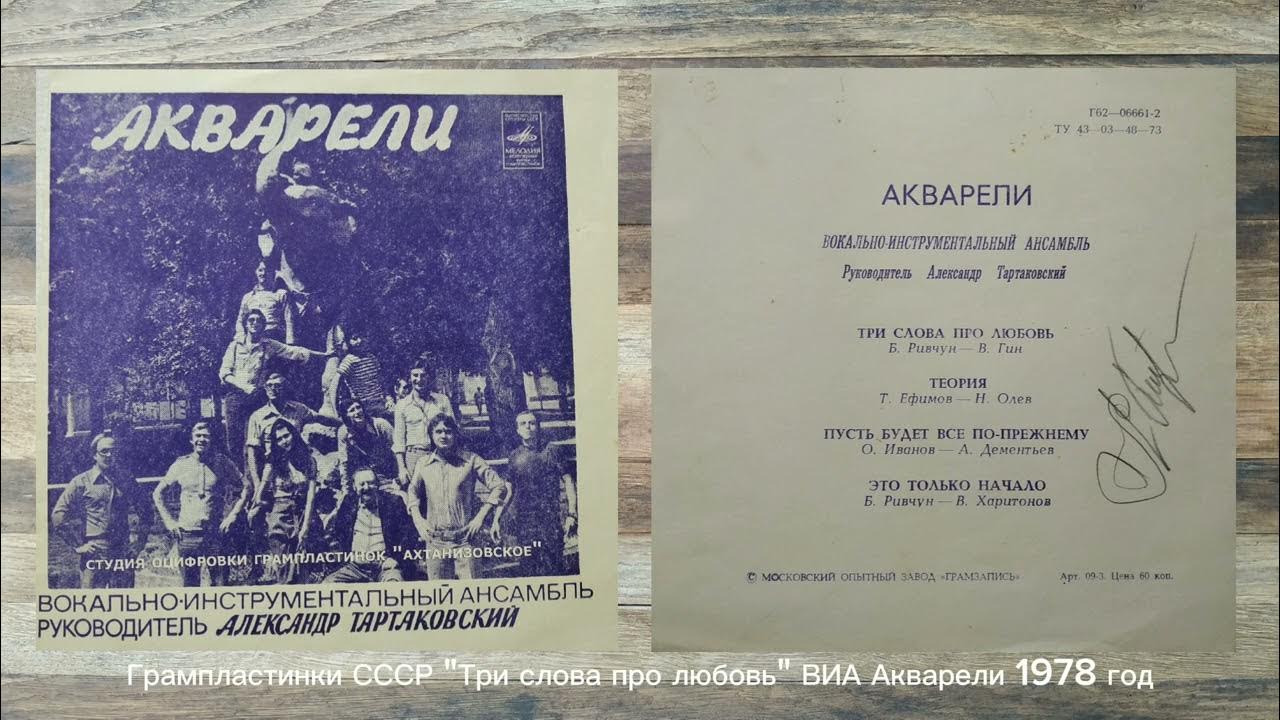 АКВАРЕЛИ
МЕЛОДИЯ
СТУДИЯ ОЦИФРОВКИ ГРАМПЛАСТИНОК "АХТАНИЗОВСКОЕ"
ВОКАЛЬНО-ИНСТРУМЕНТАЛЬНЫЙ АНСАМБЛЬ
РУКОВОДИТЕЛЬ АЛЕКСАНДР ТАРТАКОВСКИЙ
Г62—06661-2
ТУ 43—03—48—73
АКВАРЕЛИ
ВОКАЛЬНО-ИНСТРУМЕНТАЛЬНЫЙ АНСАМБЛЬ
Руководитель Александр Тартаковский
ТРИ СЛОВА ПРО ЛЮБОВЬ
Б. Ривчун — В. Гин
ТЕОРИЯ
Т. Ефимов — Н. Олев
ПУСТЬ БУДЕТ ВСЕ ПО-ПРЕЖНЕМУ
О. Иванов — А. Дементьев
ЭТО ТОЛЬКО НАЧАЛО
Б. Ривчун — В. Харитонов
© МОСКОВСКИЙ ОПЫТНЫЙ ЗАВОД «ГРАМЗАПИСЬ» Арт. 09-3. Цена 60 коп.
Грампластинки СССР "Три слова про любовь" ВИА Акварели 1978 год